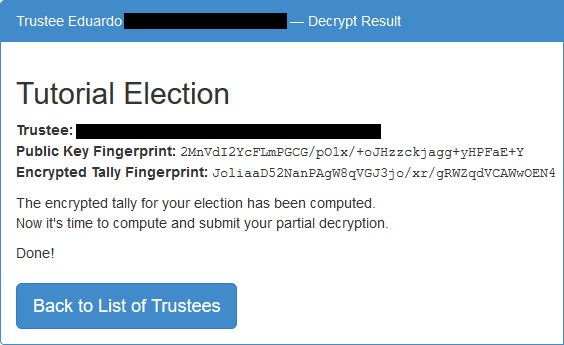 Trustee Eduardo — Decrypt Result
Tutorial Election
Trustee:
Public Key Fingerprint: 2MnVdI2YcFLmPGCG/pO1x/+oJHzzckjagg+yHPFaE+Y
Encrypted Tally Fingerprint: JoliaaD52NanPAgW8qVGJ3jo/xr/gRWZqdVCAWwOEN4
The encrypted tally for your election has been computed.
Now it's time to compute and submit your partial decryption.
Done!
Back to List of Trustees